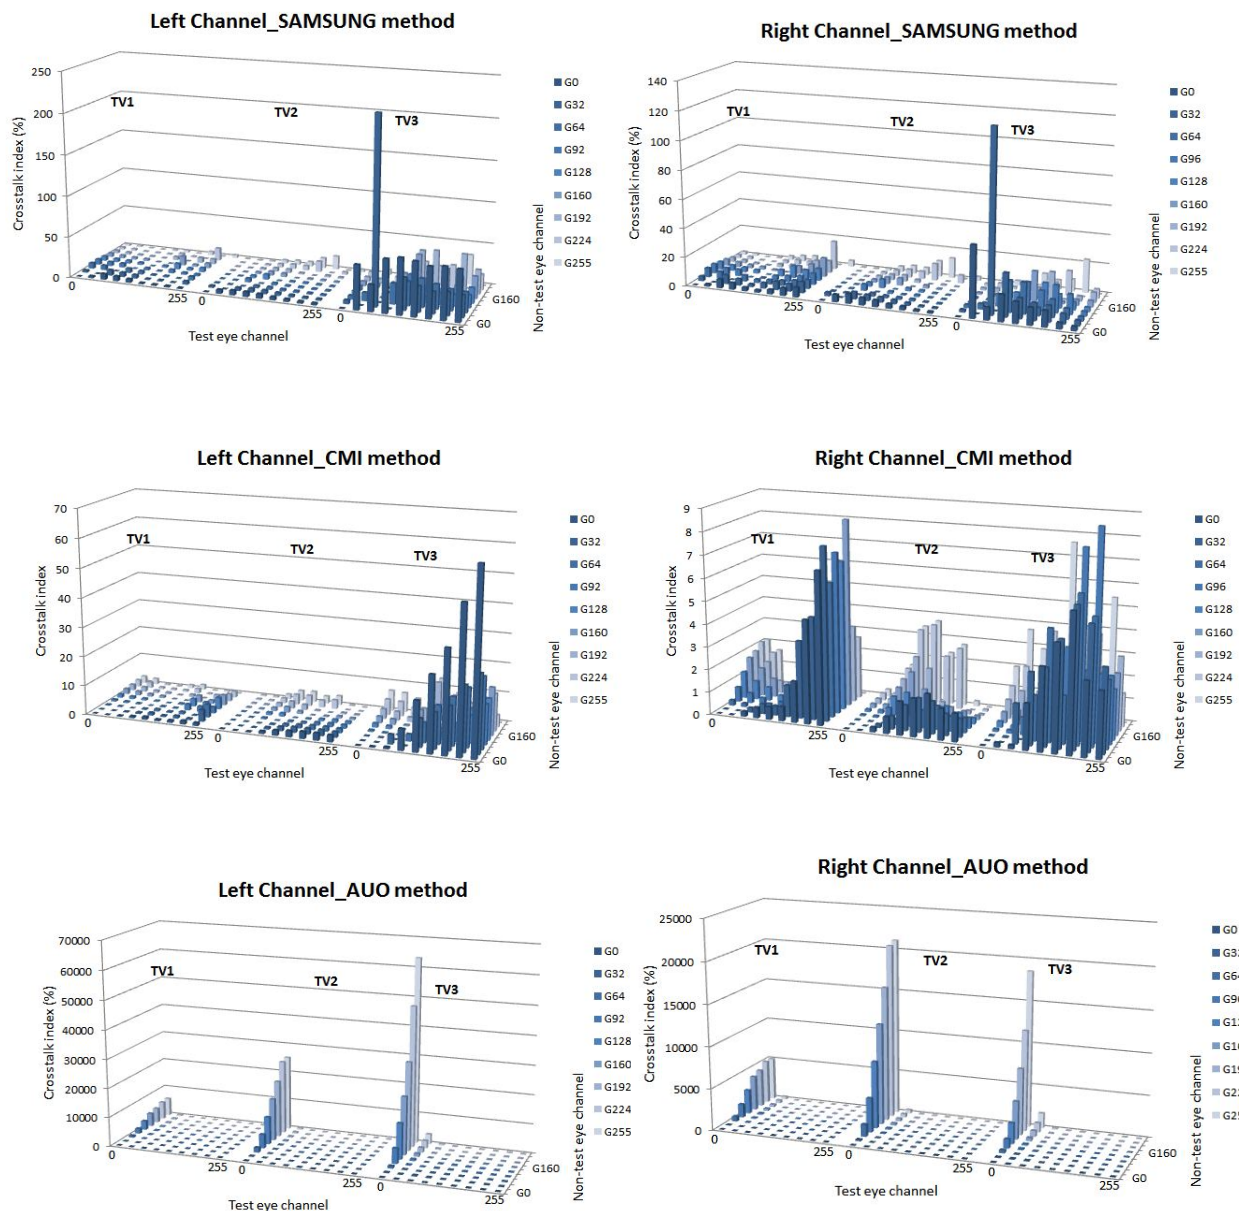 Left Channel_SAMSUNG method
250
200
150
100
50
0
Crosstalk index (%)
TV1
TV2
TV3
0
255
0
255
0
255
Test eye channel
G0
G160
Non-test eye channel
G0
G32
G64
G92
G128
G160
G192
G224
G255
Right Channel_SAMSUNG method
140
120
100
80
60
40
20
0
Crosstalk index (%)
TV1
TV2
TV3
0
255
0
255
0
255
Test eye channel
G0
G160
Non-test eye channel
G0
G32
G64
G96
G128
G160
G192
G224
G255
Left Channel_CMI method
70
60
50
40
30
20
10
0
Crosstalk index
TV1
TV2
TV3
0
255
0
255
0
255
Test eye channel
G0
G160
Non-test eye channel
G0
G32
G64
G92
G128
G160
G192
G224
G255
Right Channel_CMI method
9
8
7
6
5
4
3
2
1
0
Crosstalk index
TV1
TV2
TV3
0
255
0
255
0
255
Test eye channel
G0
G160
Non-test eye channel
G0
G32
G64
G96
G128
G160
G192
G224
G255
Left Channel_AUO method
70000
60000
50000
40000
30000
20000
10000
0
Crosstalk index (%)
TV1
TV2
TV3
0
255
0
255
0
255
Test eye channel
G0
G160
Non-test eye channel
G0
G32
G64
G92
G128
G160
G192
G224
G255
Right Channel_AUO method
25000
20000
15000
10000
5000
0
Crosstalk index (%)
TV1
TV2
TV3
0
255
0
255
0
255
Test eye channel
G0
G160
Non-test eye channel
G0